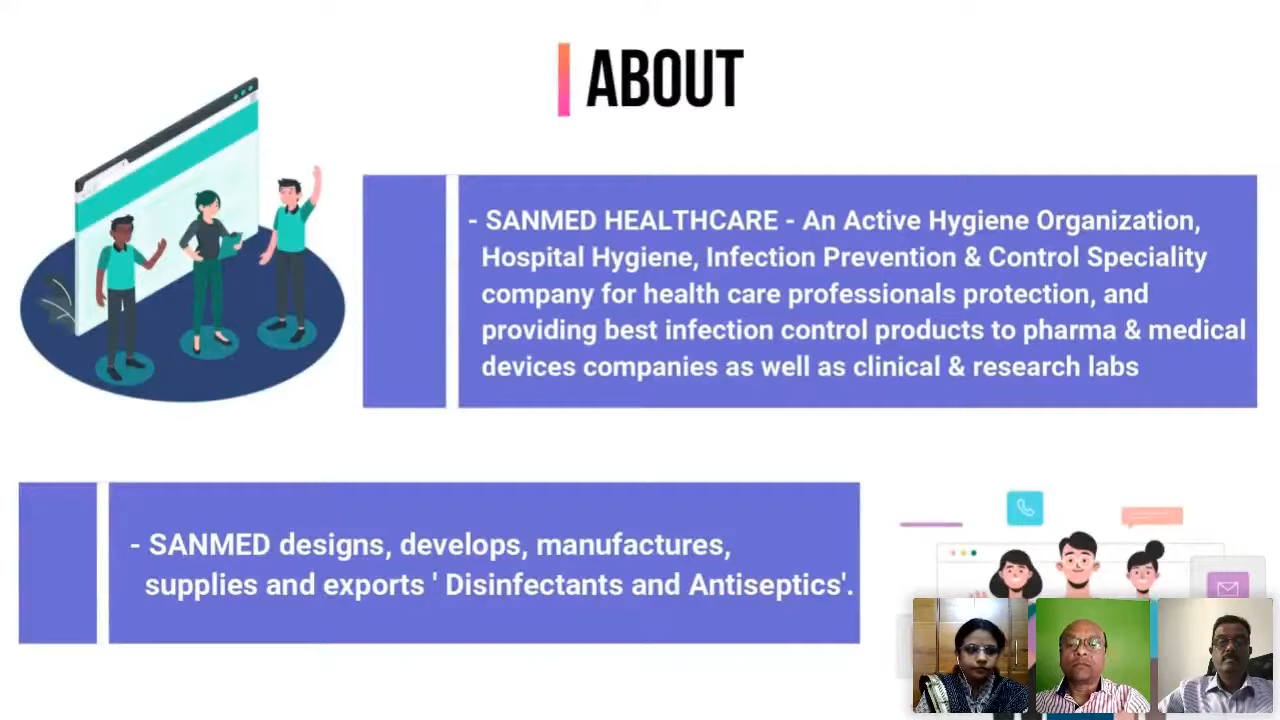 ABOUT
- SANMED HEALTHCARE - An Active Hygiene Organization,
Hospital Hygiene, Infection Prevention & Control Speciality
company for health care professionals protection, and
providing best infection control products to pharma & medical
devices companies as well as clinical & research labs
- SANMED designs, develops, manufactures,
supplies and exports ' Disinfectants and Antiseptics'.